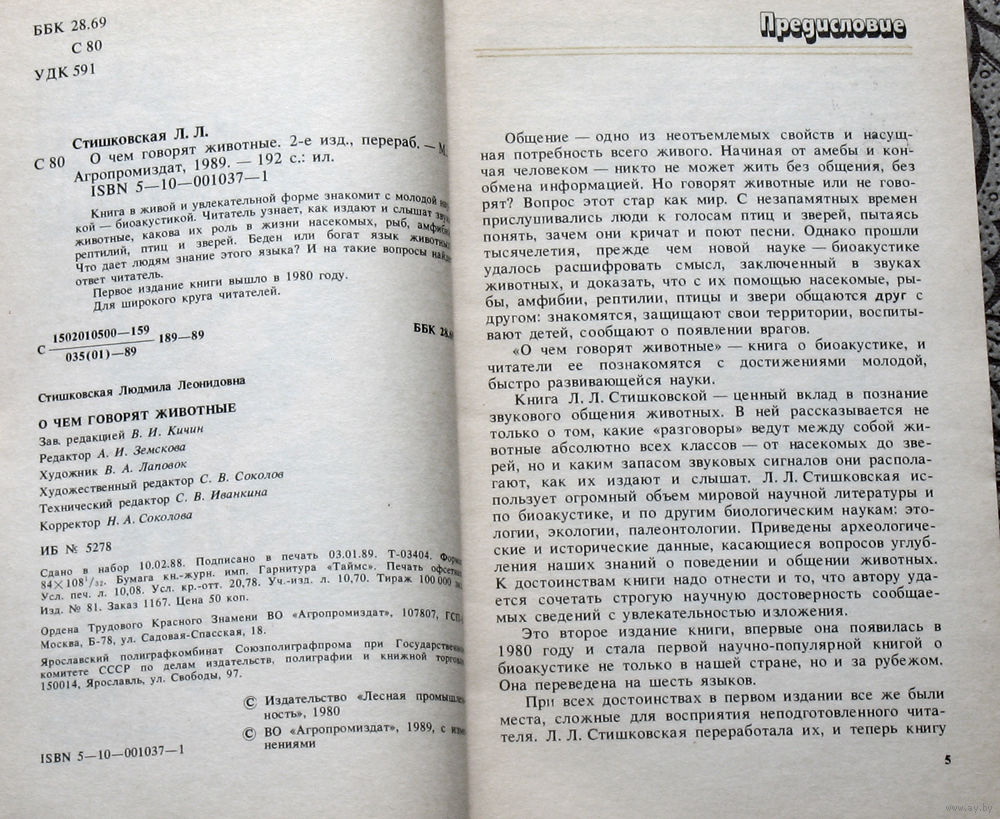 ББК 28.69
С 80
УДК 591
Стишковская Л. Л.
С 80 О чем говорят животные. 2-е изд., перераб. — М.
Агропромиздат, 1989. — 192 с.: ил.
ISBN 5—10—001037—1
Книга в живой и увлекательной форме знакомит с молодой
кой — биоакустикой. Читатель узнает, как издают и слышат
животные, какова их роль в жизни насекомых, рыб,
рептилий, птиц и зверей. Беден или богат язык
Что дает людям знание этого языка? И на такие вопросы
ответ читатель.
Первое издание книги вышло в 1980 году.
Для широкого круга читателей.
С 1502010500—159
035(01)—89 189—89
ББК 28.69
Стишковская Людмила Леонидовна
О ЧЕМ ГОВОРЯТ ЖИВОТНЫЕ
Зав. редакцией В. И. Кичин
Редактор А. И. Земскова
Художник В. А. Лаповок
Художественный редактор С. В. Соколов
Технический редактор С. В. Иванкина
Корректор Н. А. Соколова
ИБ № 5278
Сдано в набор 10.02.88. Подписано в печать 03.01.89. Т-03404.
84×108¹/₃₂. Бумага кн.-журн. имп. Гарнитура «Таймс». Печать
Усл. печ. л. 10,08. Усл. кр.-отт. 20,78. Уч.-изд. л. 10,70. Тираж 100 000
Изд. № 81. Заказ 1167. Цена 50 коп.
Ордена Трудового Красного Знамени ВО «Агропромиздат», 107807, ГСП-
Москва, Б-78, ул. Садовая-Спасская, 18.
Ярославский полиграфкомбинат Союзполиграфпрома при
комитете СССР по делам издательств, полиграфии и книжной
150014, Ярославль, ул. Свободы, 97.
© Издательство «Лесная
ность», 1980
© ВО «Агропромиздат», 1989, с
нениями
ISBN 5—10—001037—1
Предисловие
Общение — одно из неотъемлемых свойств и насущ-
ная потребность всего живого. Начиная от амебы и кон-
чая человеком — никто не может жить без общения, без
обмена информацией. Но говорят животные или не гово-
рят? Вопрос этот стар как мир. С незапамятных времен
прислушивались люди к голосам птиц и зверей, пытаясь
понять, зачем они кричат и поют песни. Однако прошли
тысячелетия, прежде чем новой науке — биоакустике
удалось расшифровать смысл, заключенный в звуках
животных, и доказать, что с их помощью насекомые, ры-
бы, амфибии, рептилии, птицы и звери общаются друг с
другом: знакомятся, защищают свои территории, воспиты-
вают детей, сообщают о появлении врагов.
«О чем говорят животные» — книга о биоакустике, и
читатели ее познакомятся с достижениями молодой,
быстро развивающейся науки.
Книга Л. Л. Стишковской — ценный вклад в познание
звукового общения животных. В ней рассказывается не
только о том, какие «разговоры» ведут между собой жи-
вотные абсолютно всех классов — от насекомых до зве-
рей, но и каким запасом звуковых сигналов они распола-
гают, как их издают и слышат. Л. Л. Стишковская ис-
пользует огромный объем мировой научной литературы и
по биоакустике, и по другим биологическим наукам: это-
логии, экологии, палеонтологии. Приведены археологиче-
ские и исторические данные, касающиеся вопросов углуб-
ления наших знаний о поведении и общении животных.
К достоинствам книги надо отнести и то, что автору уда-
ется сочетать строгую научную достоверность сообщае-
мых сведений с увлекательностью изложения.
Это второе издание книги, впервые она появилась в
1980 году и стала первой научно-популярной книгой о
биоакустике не только в нашей стране, но и за рубежом.
Она переведена на шесть языков.
При всех достоинствах в первом издании все же были
места, сложные для восприятия неподготовленного чита-
теля. Л. Л. Стишковская переработала их, и теперь книгу
5
www.ay.by